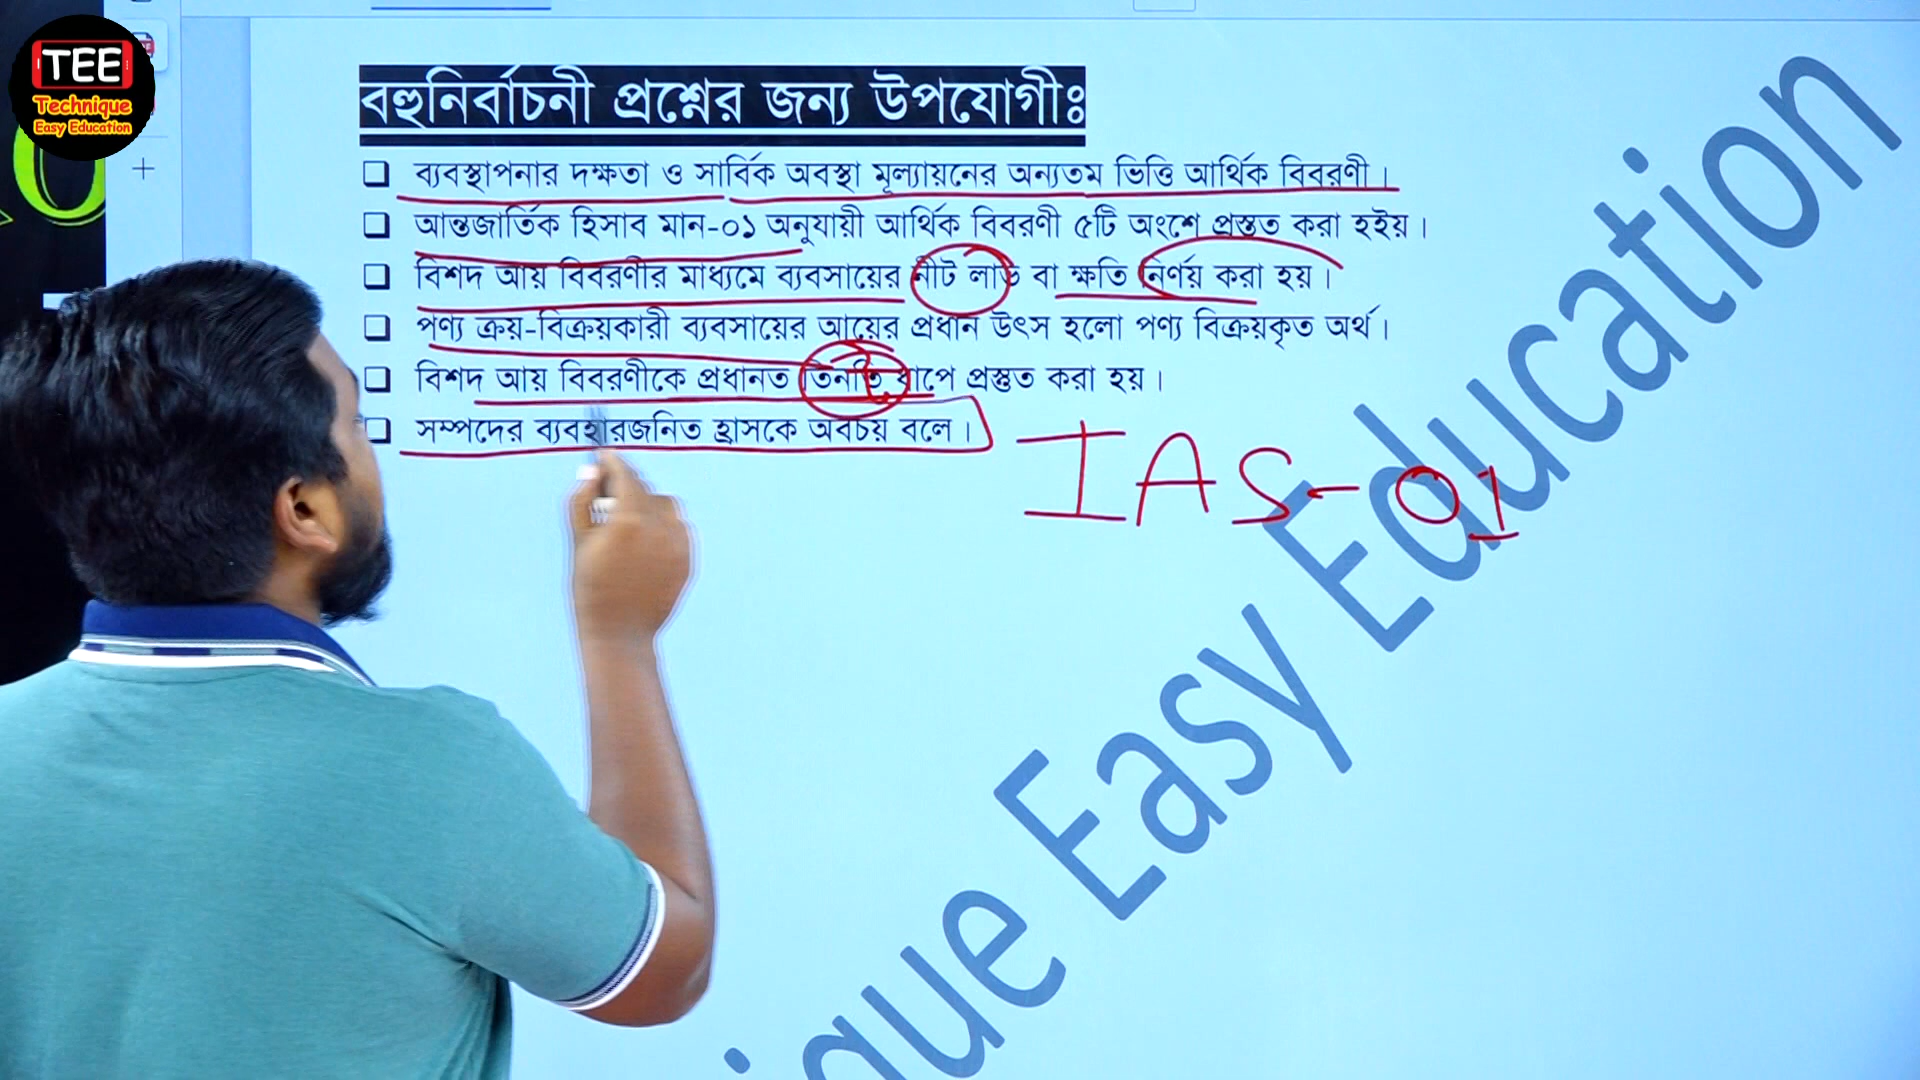 TEE
Technique
Easy Education
বহুনির্বাচনী প্রশ্নের জন্য উপযোগীঃ
ব্যবস্থাপনার দক্ষতা ও সার্বিক অবস্থা মূল্যায়নের অন্যতম ভিত্তি আর্থিক বিবরণী।
আন্তজার্তিক হিসাব মান-০১ অনুযায়ী আর্থিক বিবরণী ৫টি অংশে প্রস্তত করা হইয়।
বিশদ আয় বিবরণীর মাধ্যমে ব্যবসায়ের নীট লাভ বা ক্ষতি নির্ণয় করা হয়।
পণ্য ক্রয়-বিক্রয়কারী ব্যবসায়ের আয়ের প্রধান উৎস হলো পণ্য বিক্রয়কৃত অর্থ।
বিশদ আয় বিবরণীকে প্রধানত তিনটি ধাপে প্রস্তুত করা হয়।
সম্পদের ব্যবহারজনিত হ্রাসকে অবচয় বলে।
IAS-01
ique Easy Education